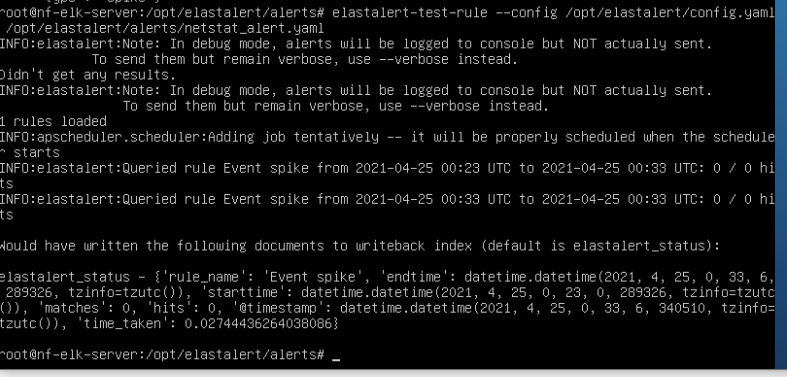 root@nf-elk-server:/opt/elastalert/alerts# elastalert-test-rule --config /opt/elastalert/config.yaml
/opt/elastalert/alerts/netstat_alert.yaml
INFO:elastalert:Note: In debug mode, alerts will be logged to console but NOT actually sent.
To send them but remain verbose, use --verbose instead.
Didn't get any results.
INFO:elastalert:Note: In debug mode, alerts will be logged to console but NOT actually sent.
To send them but remain verbose, use --verbose instead.
1 rules loaded
INFO:apscheduler.scheduler:Adding job tentatively -- it will be properly scheduled when the schedule
r starts
INFO:elastalert:Queried rule Event spike from 2021-04-25 00:23 UTC to 2021-04-25 00:33 UTC: 0 / 0 hi
ts
INFO:elastalert:Queried rule Event spike from 2021-04-25 00:33 UTC to 2021-04-25 00:33 UTC: 0 / 0 hi
ts
Would have written the following documents to writeback index (default is elastalert_status):
elastalert_status - {'rule_name': 'Event spike', 'endtime': datetime.datetime(2021, 4, 25, 0, 33, 6,
289326, tzinfo=tzutc()), 'starttime': datetime.datetime(2021, 4, 25, 0, 23, 0, 289326, tzinfo=tzutc
()), 'matches': 0, 'hits': 0, '@timestamp': datetime.datetime(2021, 4, 25, 0, 33, 6, 340510, tzinfo=
tzutc()), 'time_taken': 0.02744436264038086}
root@nf-elk-server:/opt/elastalert/alerts# _